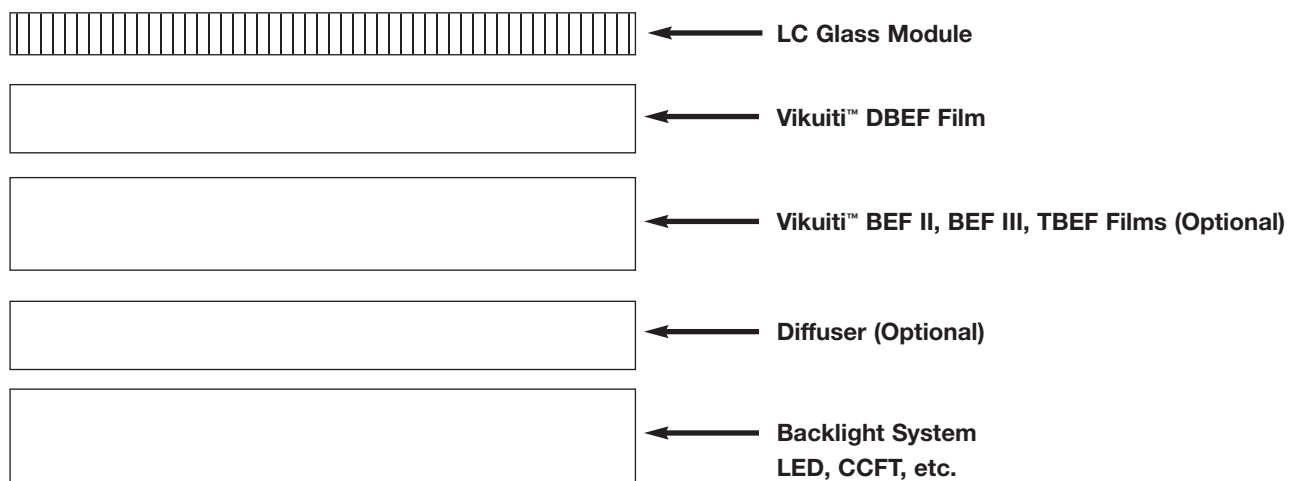 LC Glass Module
Vikuiti™ DBEF Film
Vikuiti™ BEF II, BEF III, TBEF Films (Optional)
Diffuser (Optional)
Backlight System
LED, CCFT, etc.